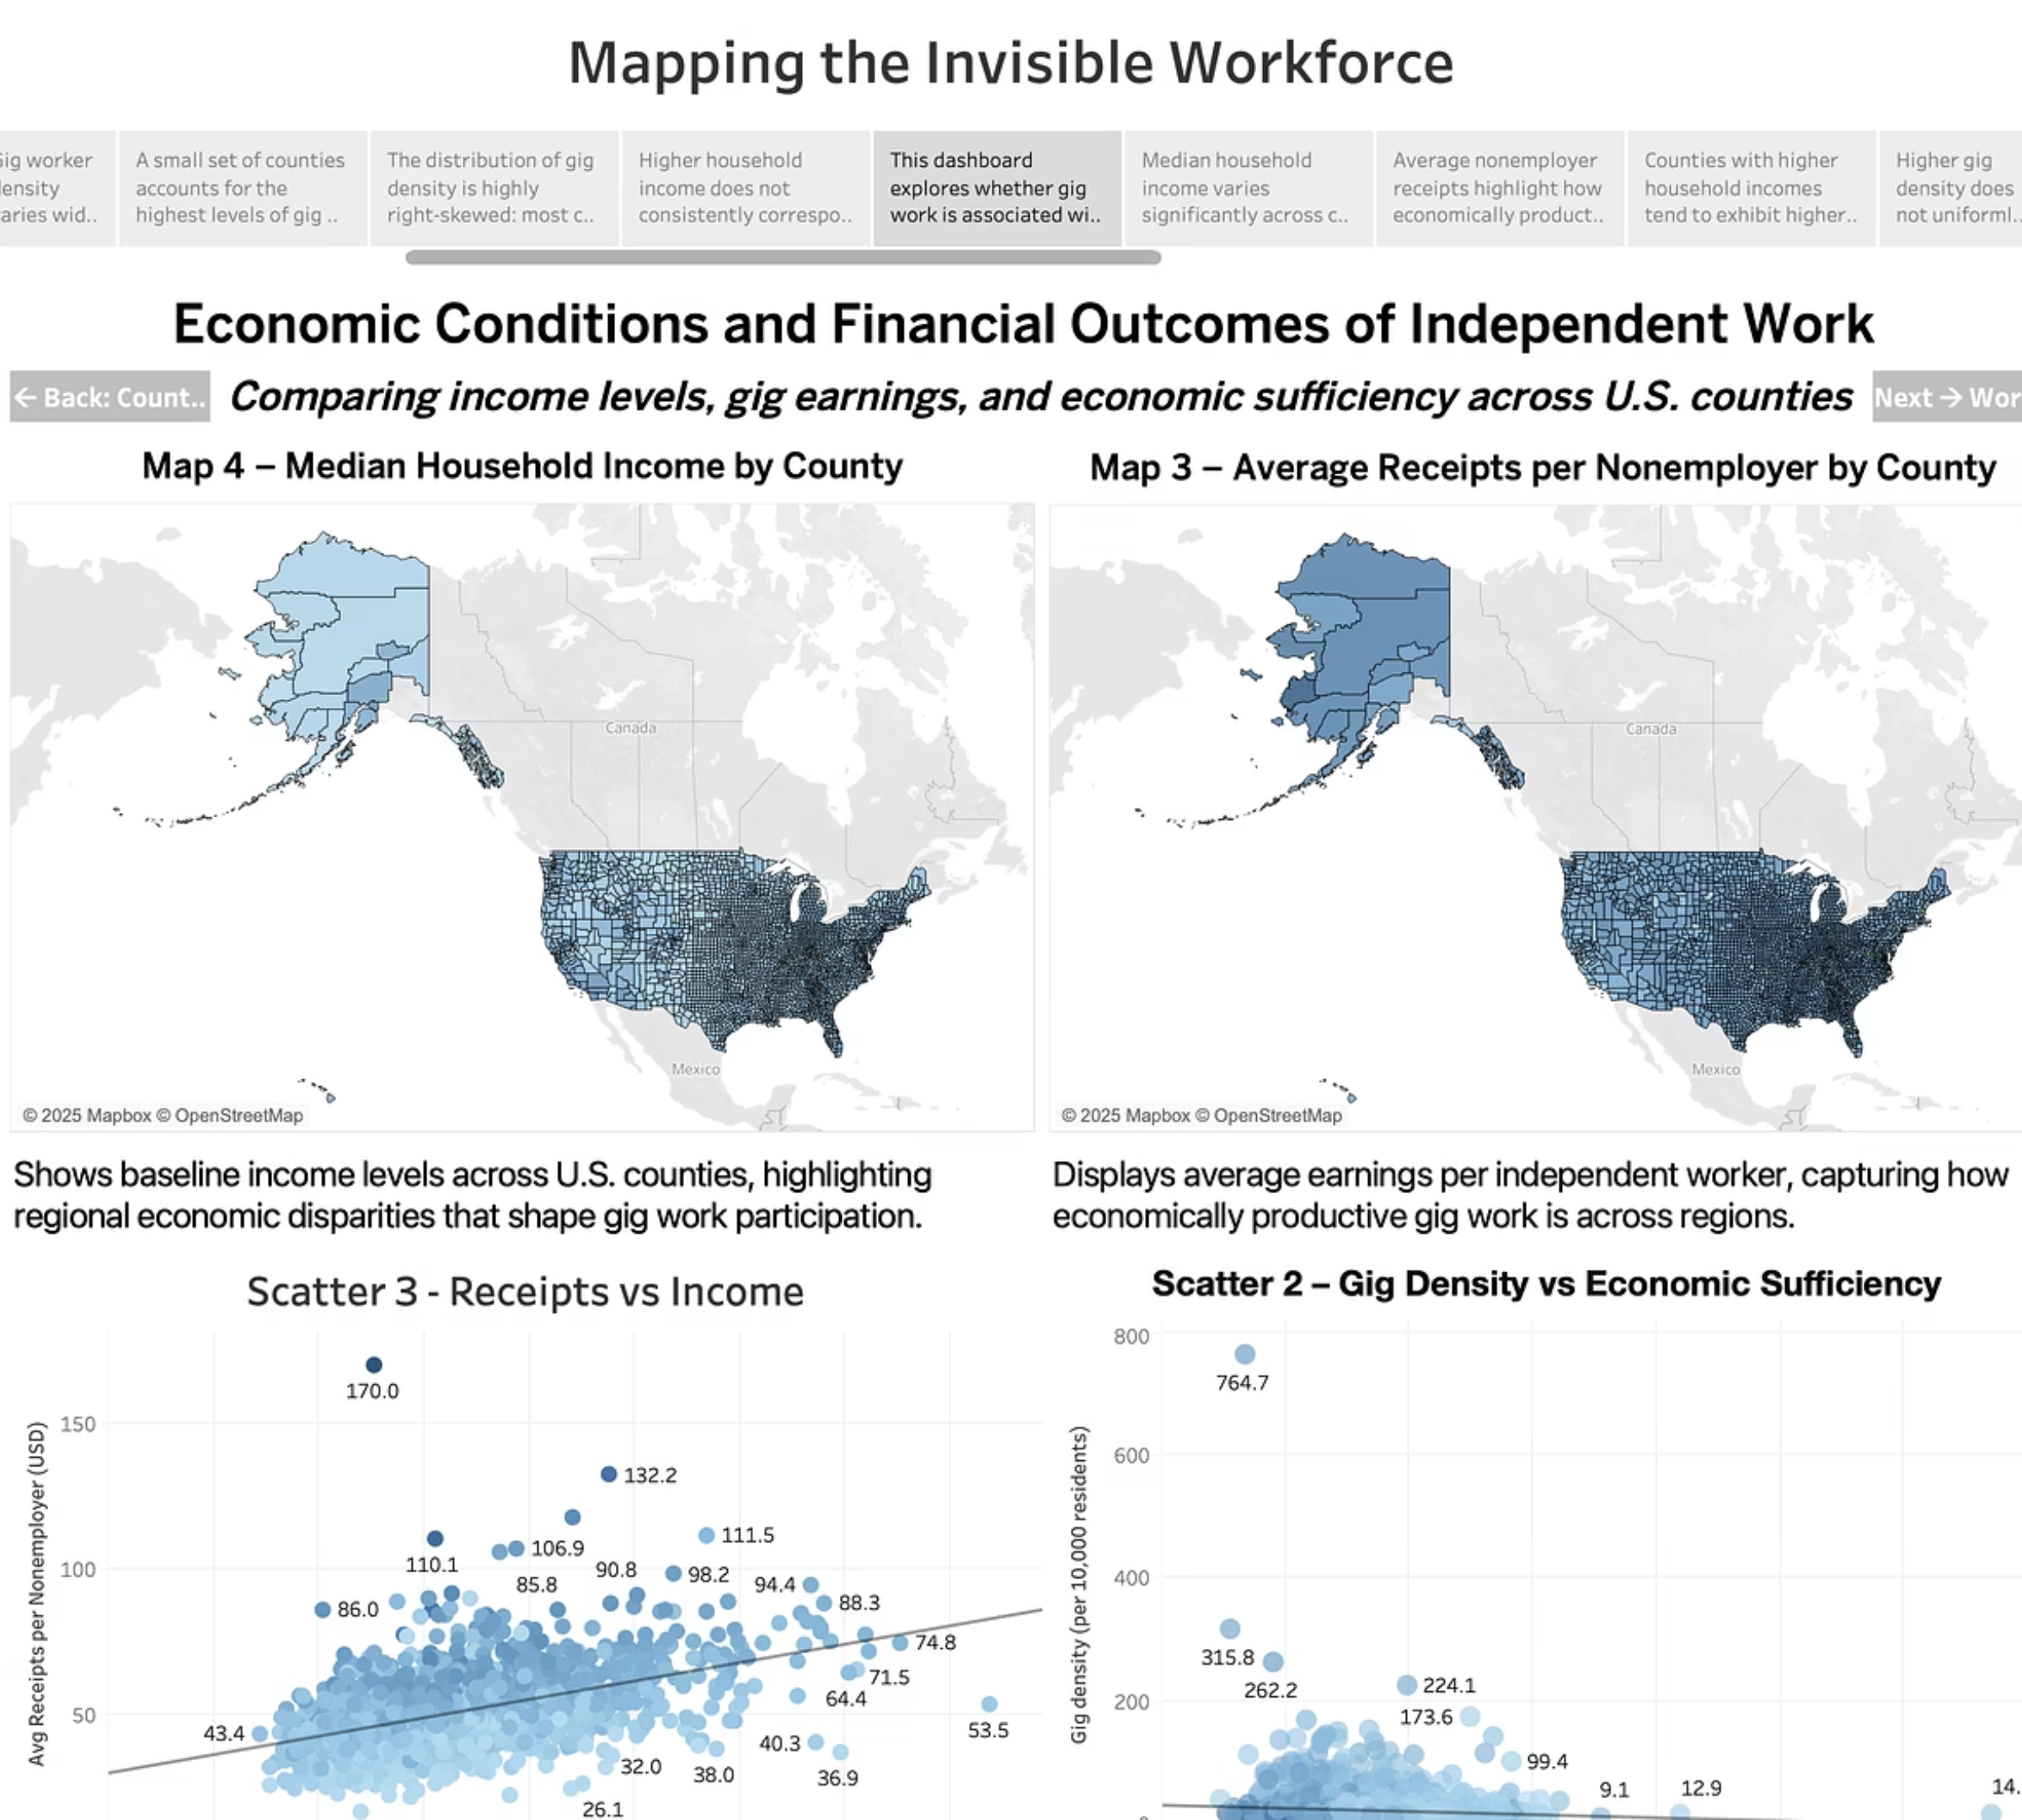 Mapping the Invisible Workforce
ig worker
ensity
aries wid..
A small set of counties
accounts for the
highest levels of gig ..
The distribution of gig
density is highly
right-skewed: most c..
Higher household
income does not
consistently correspo..
This dashboard
explores whether gig
work is associated wi..
Median household
income varies
significantly across c..
Average nonemployer
receipts highlight how
economically product..
Counties with higher
household incomes
tend to exhibit higher..
Higher gig
density does
not uniforml..
Economic Conditions and Financial Outcomes of Independent Work
← Back: Count..
Comparing income levels, gig earnings, and economic sufficiency across U.S. counties
Next → Wor
Map 4 – Median Household Income by County
Canada
Mexico
© 2025 Mapbox © OpenStreetMap
Map 3 – Average Receipts per Nonemployer by County
Canada
Mexico
© 2025 Mapbox © OpenStreetMap
Shows baseline income levels across U.S. counties, highlighting
regional economic disparities that shape gig work participation.
Displays average earnings per independent worker, capturing how
economically productive gig work is across regions.
Scatter 3 - Receipts vs Income
Avg Receipts per Nonemployer (USD)
150
100
50
170.0
132.2
111.5
106.9
110.1
90.8
98.2
85.8
94.4
88.3
86.0
74.8
71.5
64.4
43.4
53.5
40.3
32.0
38.0
36.9
26.1
Scatter 2 – Gig Density vs Economic Sufficiency
Gig density (per 10,000 residents)
800
600
400
200
764.7
315.8
262.2
224.1
173.6
99.4
9.1
12.9
14.